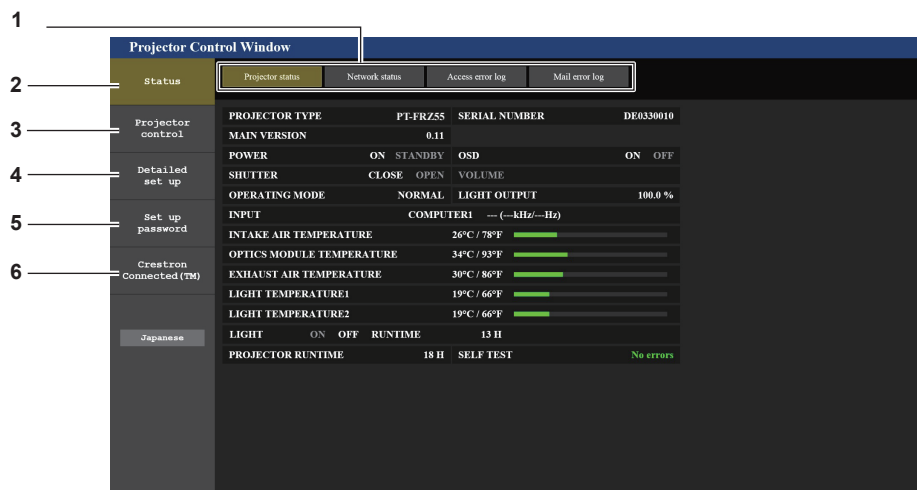 1
Projector Control Window
2
Status
Projector status Network status Access error log Mail error log
3
Projector
control
4
Detailed
set up
5
Set up
password
6
Crestron
Connected(TM)
Japanese
PROJECTOR TYPE PT-FRZ55 SERIAL NUMBER DE0330010
MAIN VERSION 0.11
POWER ON STANDBY OSD ON OFF
SHUTTER CLOSE OPEN VOLUME
OPERATING MODE NORMAL LIGHT OUTPUT 100.0 %
INPUT COMPUTER1 --- (---kHz/---Hz)
INTAKE AIR TEMPERATURE 26°C / 78°F
OPTICS MODULE TEMPERATURE 34°C / 93°F
EXHAUST AIR TEMPERATURE 30°C / 86°F
LIGHT TEMPERATURE1 19°C / 66°F
LIGHT TEMPERATURE2 19°C / 66°F
LIGHT ON OFF RUNTIME 13 H
PROJECTOR RUNTIME 18 H SELF TEST No errors